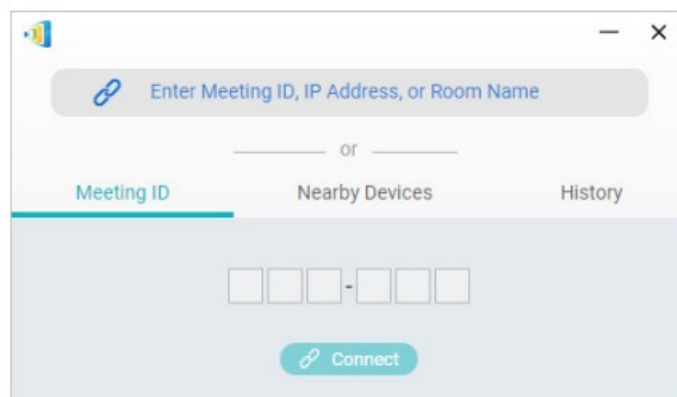 Enter Meeting ID, IP Address, or Room Name
or
Meeting ID Nearby Devices History
-
Connect